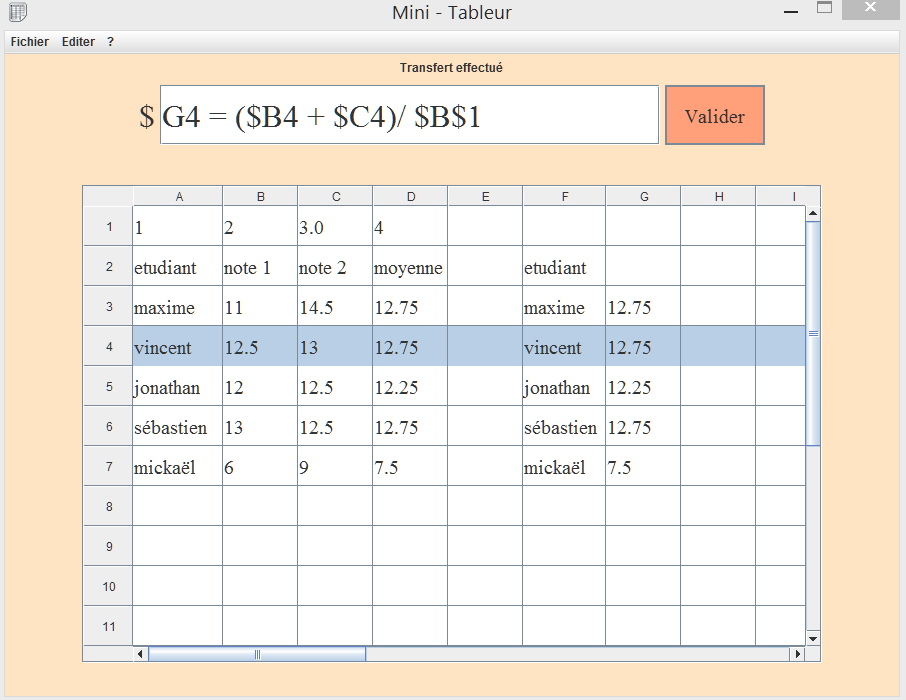 Mini - Tableur
Fichier Editer ?
Transfert effectué
$ G4 = ($B4 + $C4)/ $B$1 Valider
A B C D E F G H I
1 1 2 3.0 4
2 etudiant note 1 note 2 moyenne etudiant
3 maxime 11 14.5 12.75 maxime 12.75
4 vincent 12.5 13 12.75 vincent 12.75
5 jonathan 12 12.5 12.25 jonathan 12.25
6 sébastien 13 12.5 12.75 sébastien 12.75
7 mickaël 6 9 7.5 mickaël 7.5
8
9
10
11